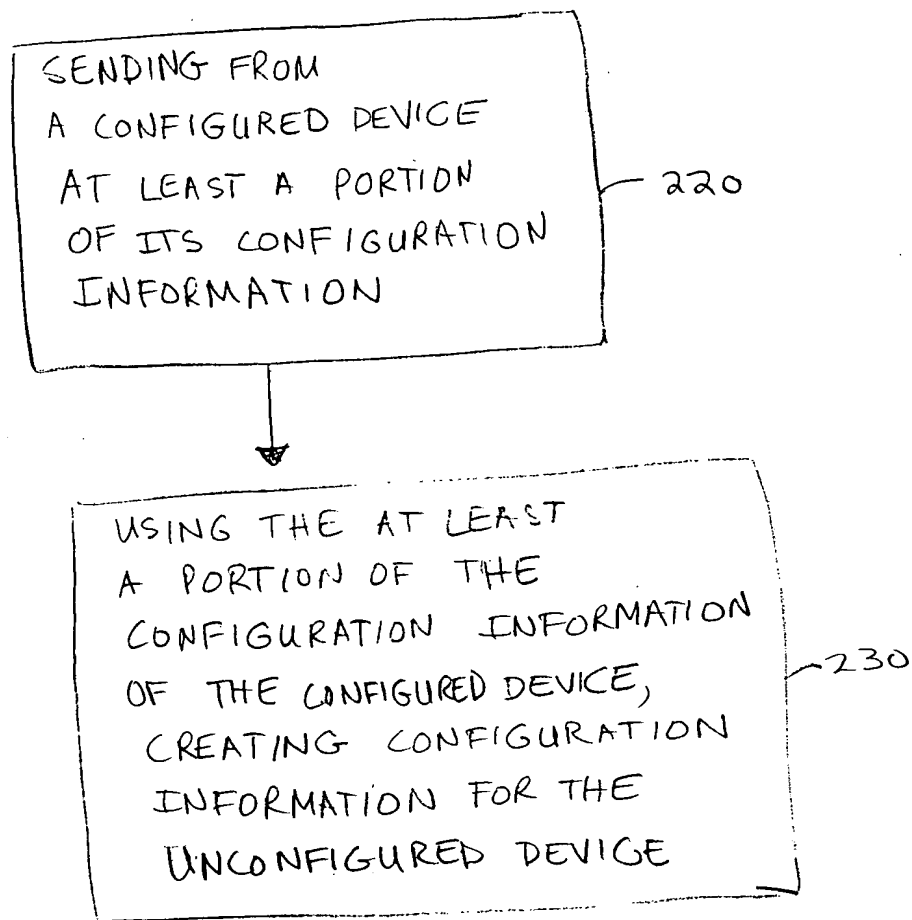 SENDING FROM
A CONFIGURED DEVICE
AT LEAST A PORTION
OF ITS CONFIGURATION
INFORMATION
220
USING THE AT LEAST
A PORTION OF THE
CONFIGURATION INFORMATION
OF THE CONFIGURED DEVICE,
CREATING CONFIGURATION
INFORMATION FOR THE
UNCONFIGURED DEVICE
230